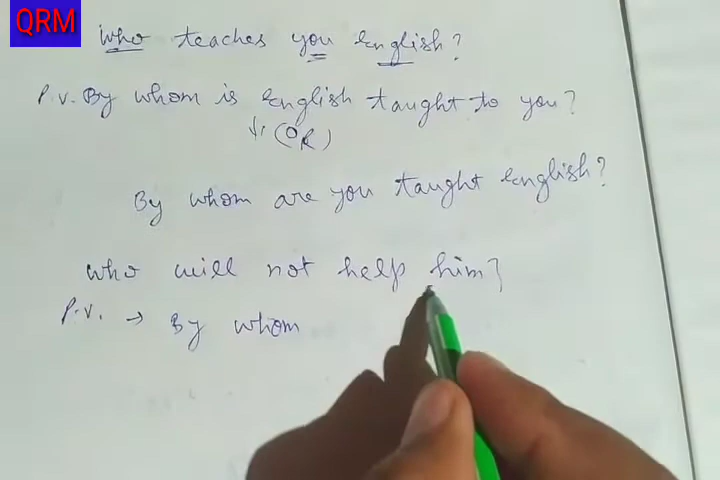 QRM
Who teaches you English?
P.V. By whom is English taught to you?
(OR)
By whom are you taught English?
Who will not help him?
P.V. → By whom